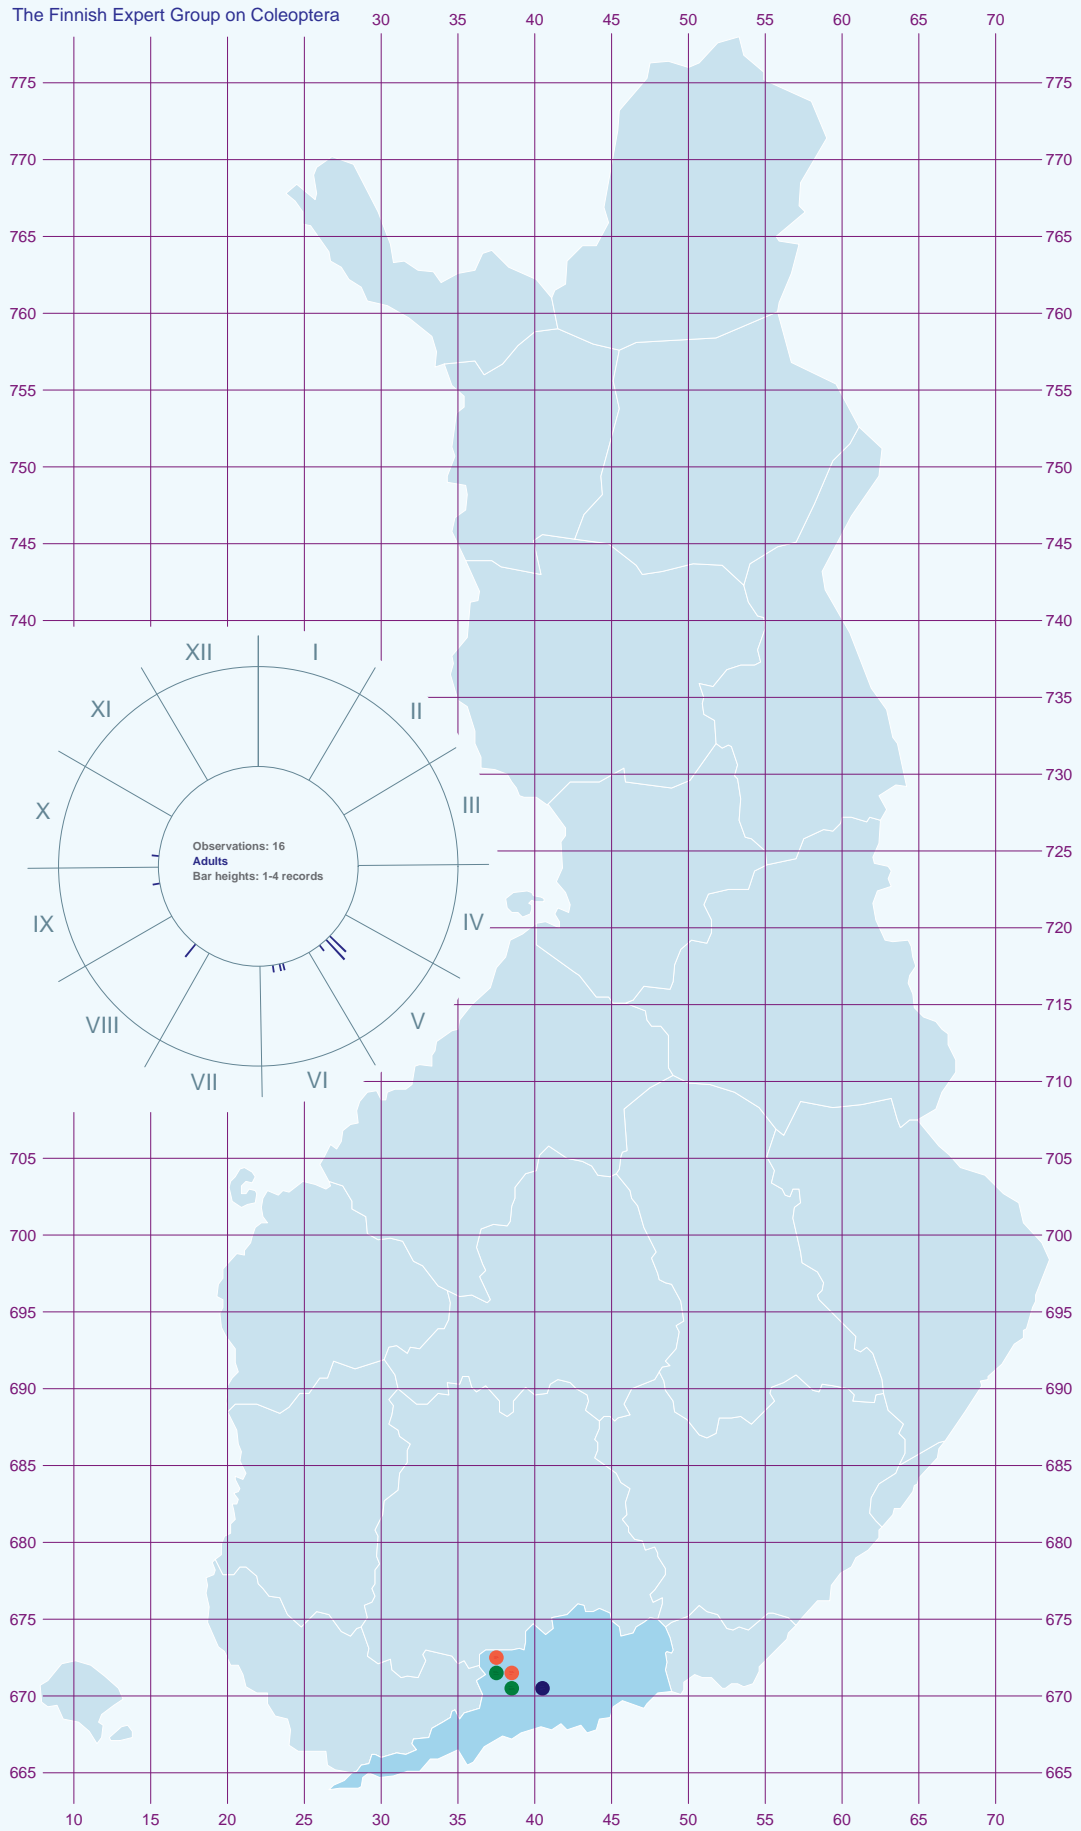 The Finnish Expert Group on Coleoptera
30 35 40 45 50 55 60 65 70
775 775
770 770
765 765
760 760
755 755
750 750
745 745
740 740
XII I
XI II
735
730
X III
Observations: 16
Adults
Bar heights: 1-4 records
725
IX IV
720
715
VIII V
VII VI
710
705 705
700 700
695 695
690 690
685 685
680 680
675 675
670 670
665 665
10 15 20 25 30 35 40 45 50 55 60 65 70